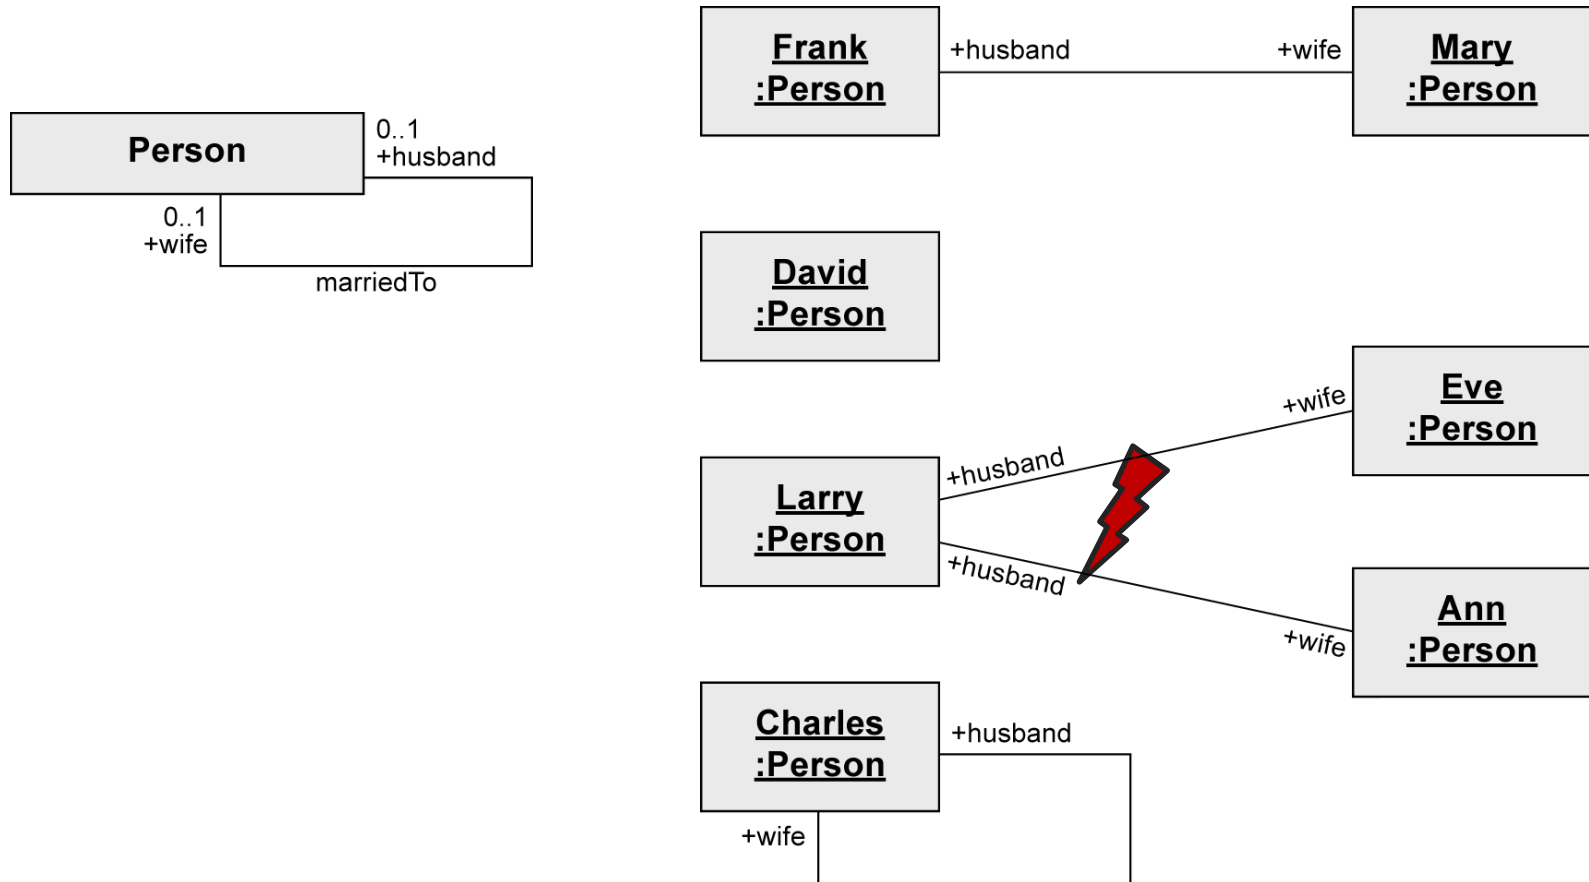 Person
0..1
+husband
0..1
+wife
marriedTo
Frank
:Person
+husband
+wife
Mary
:Person
David
:Person
Larry
:Person
+husband
+wife
Eve
:Person
+husband
+wife
Ann
:Person
Charles
:Person
+husband
+wife